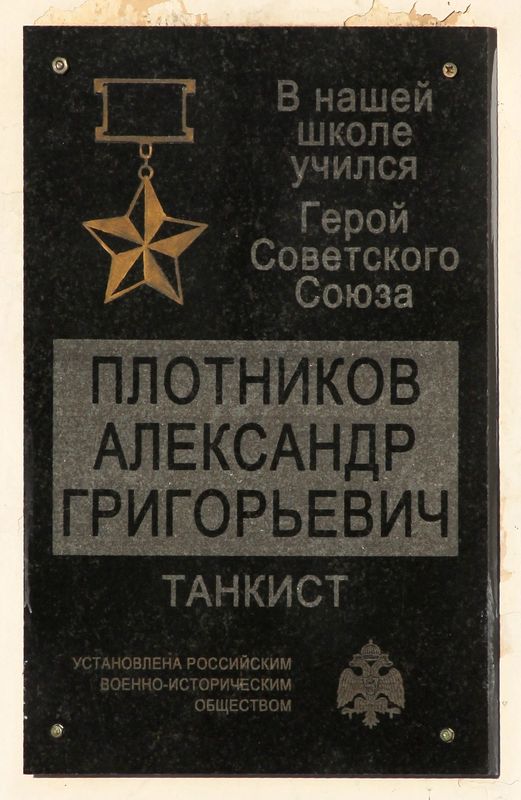 В нашей
школе
учился
Герой
Советского
Союза
ПЛОТНИКОВ
АЛЕКСАНДР
ГРИГОРЬЕВИЧ
ТАНКИСТ
УСТАНОВЛЕНА РОССИЙСКИМ
ВОЕННО-ИСТОРИЧЕСКИМ
ОБЩЕСТВОМ